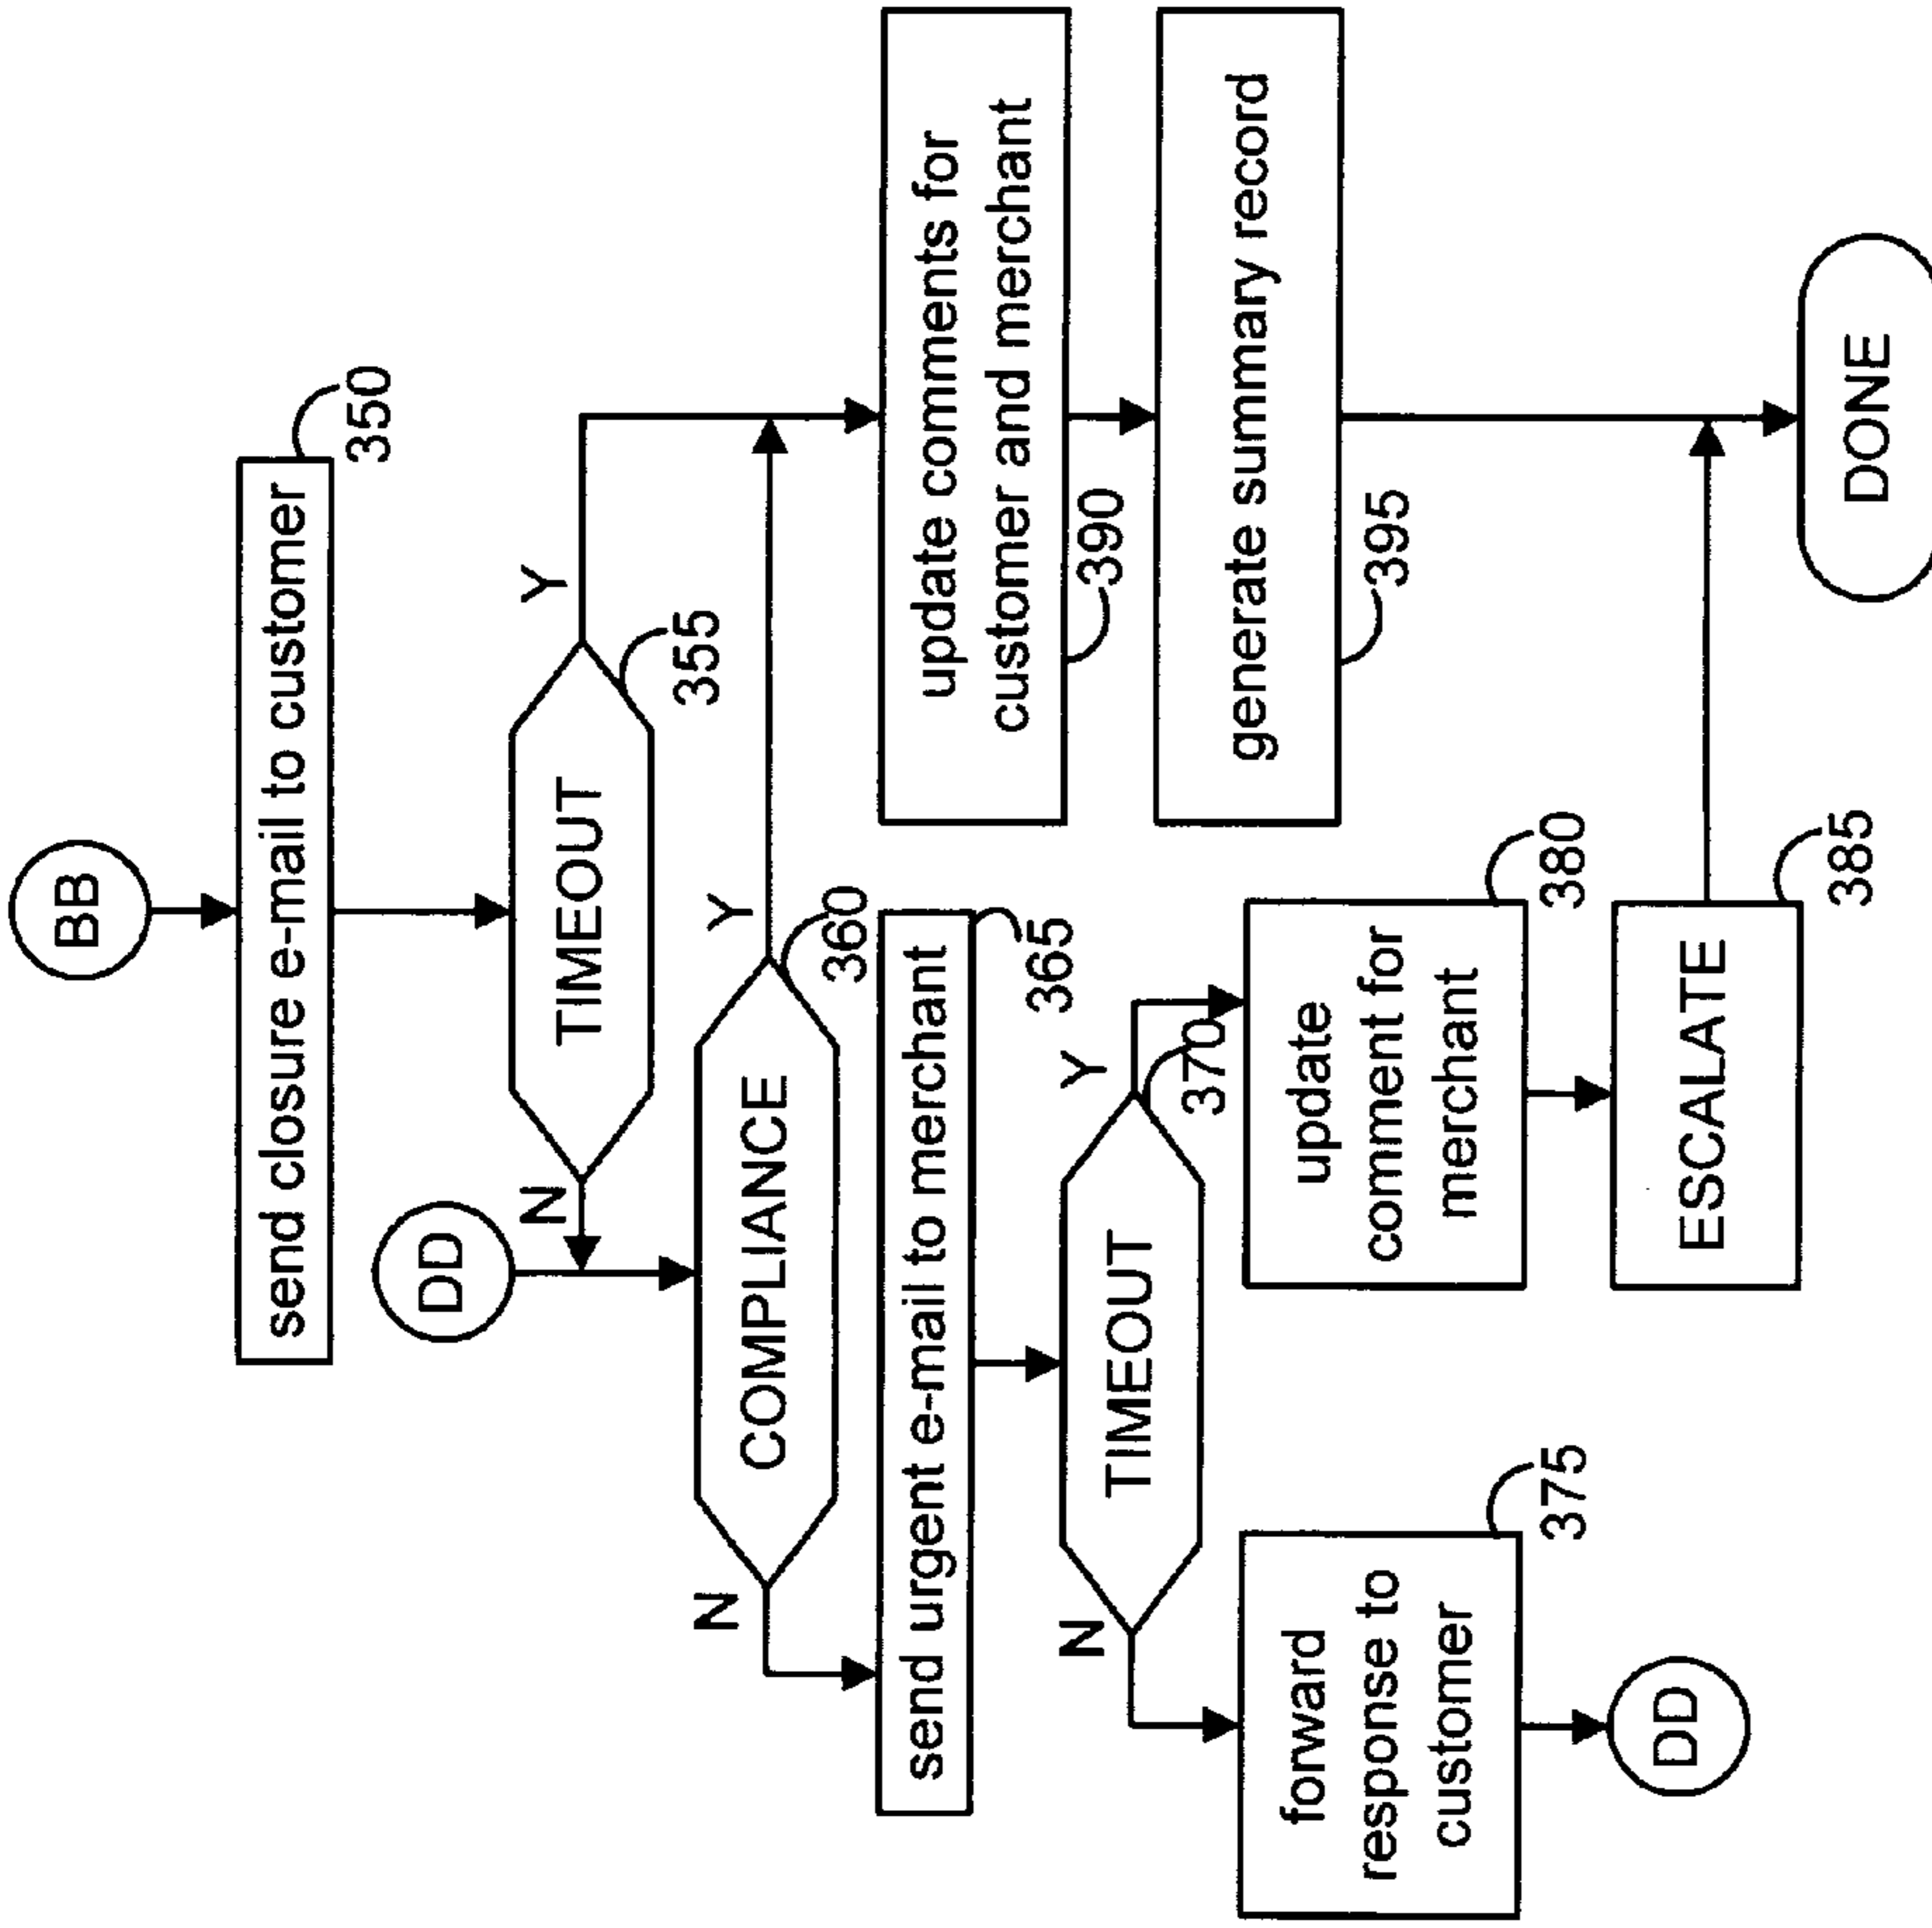 BB
send closure e-mail to customer
350
TIMEOUT
355
Y
N
DD
COMPLIANCE
360
Y
N
send urgent e-mail to merchant
365
TIMEOUT
370
Y
N
forward
response to
customer
375
DD
update
comment for
merchant
380
ESCALATE
385
update comments for
customer and merchant
390
generate summary record
395
DONE